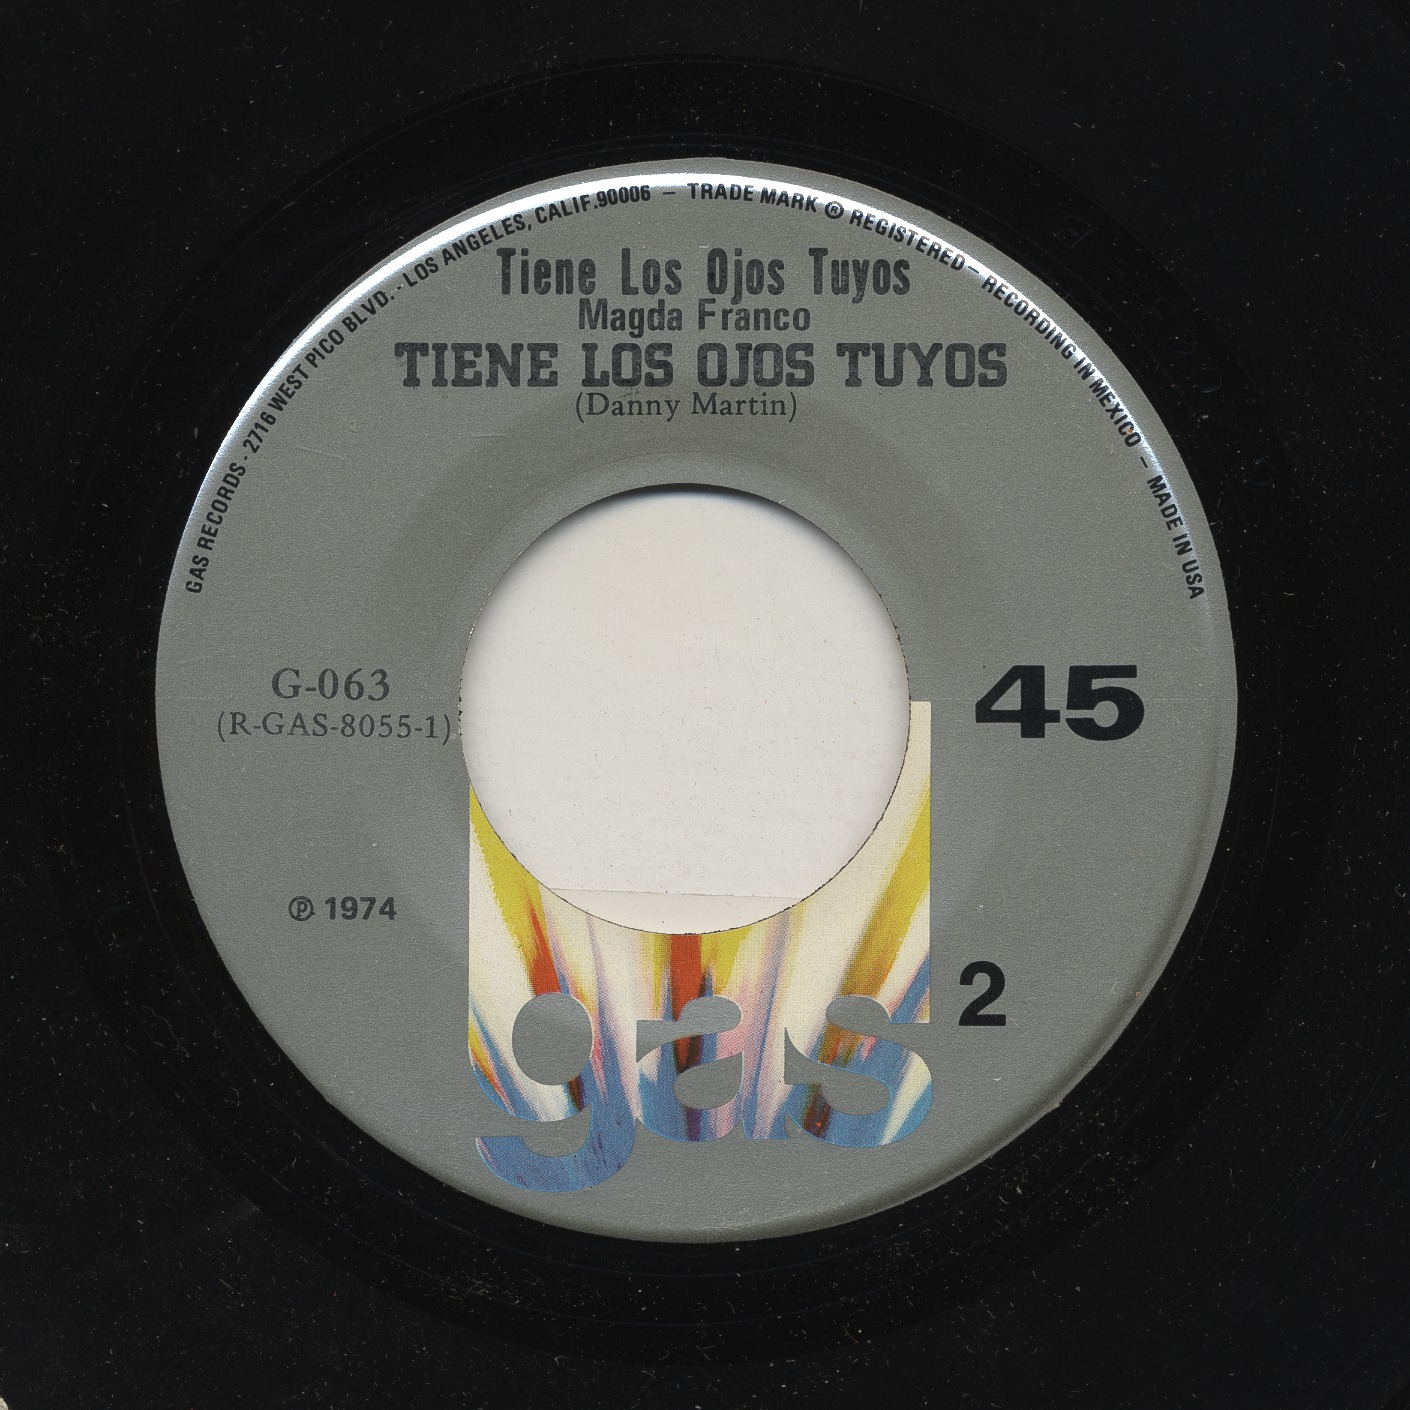 GAS RECORDS - 2716 WEST PICO BLVD. - LOS ANGELES, CALIF.90006 – TRADE MARK ® REGISTERED – RECORDING IN MEXICO – MADE IN USA
Tiene Los Ojos Tuyos
Magda Franco
TIENE LOS OJOS TUYOS
(Danny Martin)
G-063
(R-GAS-8055-1)
45
℗ 1974
2
gas